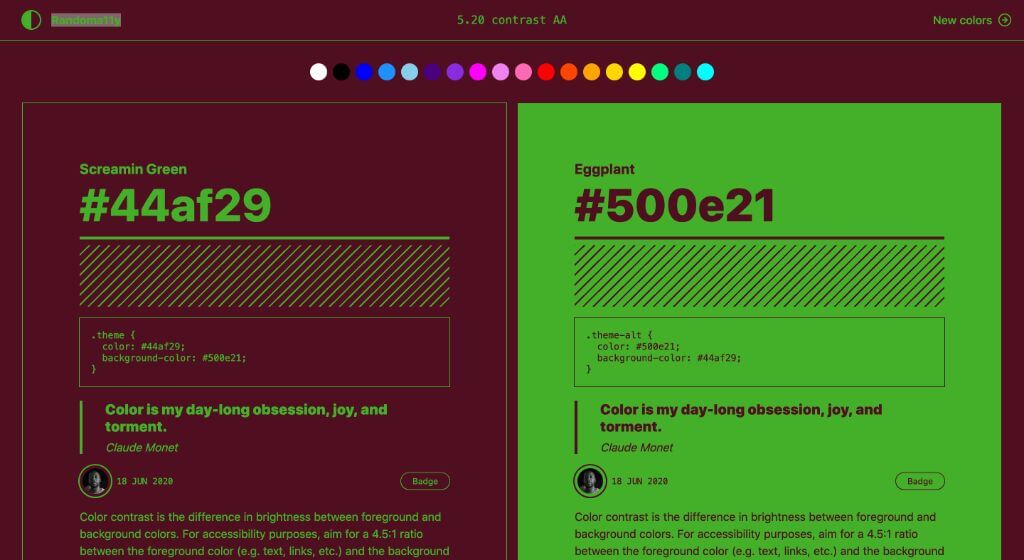 Randoma11y
5.20 contrast AA
New colors
Screamin Green
#44af29
.theme {
color: #44af29;
background-color: #500e21;
}
Color is my day-long obsession, joy, and
torment.
Claude Monet
18 JUN 2020
Badge
Color contrast is the difference in brightness between foreground and
background colors. For accessibility purposes, aim for a 4.5:1 ratio
between the foreground color (e.g. text, links, etc.) and the background
Eggplant
#500e21
.theme-alt {
color: #500e21;
background-color: #44af29;
}
Color is my day-long obsession, joy, and
torment.
Claude Monet
18 JUN 2020
Badge
Color contrast is the difference in brightness between foreground and
background colors. For accessibility purposes, aim for a 4.5:1 ratio
between the foreground color (e.g. text, links, etc.) and the background